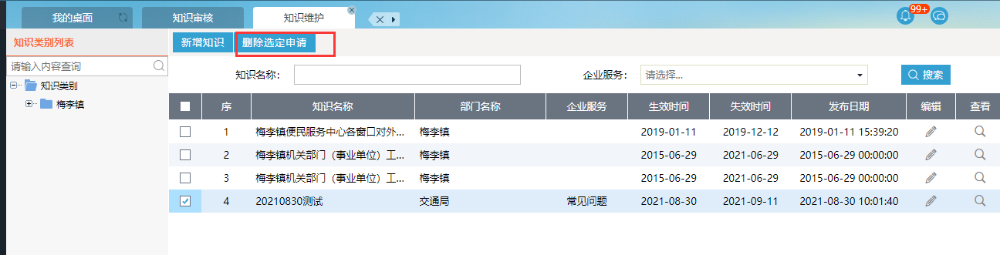 我的桌面 知识审核 知识维护 99+
知识类别列表 新增知识 删除选定申请
请输入内容查询 知识名称: 企业服务: 请选择... 搜索
知识类别
梅李镇
序 知识名称 部门名称 企业服务 生效时间 失效时间 发布日期 编辑 查看
1 梅李镇便民服务中心各窗口对外... 梅李镇 2019-01-11 2019-12-12 2019-01-11 15:39:20
2 梅李镇机关部门（事业单位）工... 梅李镇 2015-06-29 2021-06-29 2015-06-29 00:00:00
3 梅李镇机关部门（事业单位）工... 梅李镇 2015-06-29 2021-06-29 2015-06-29 00:00:00
4 20210830测试 交通局 常见问题 2021-08-30 2021-09-11 2021-08-30 10:01:40